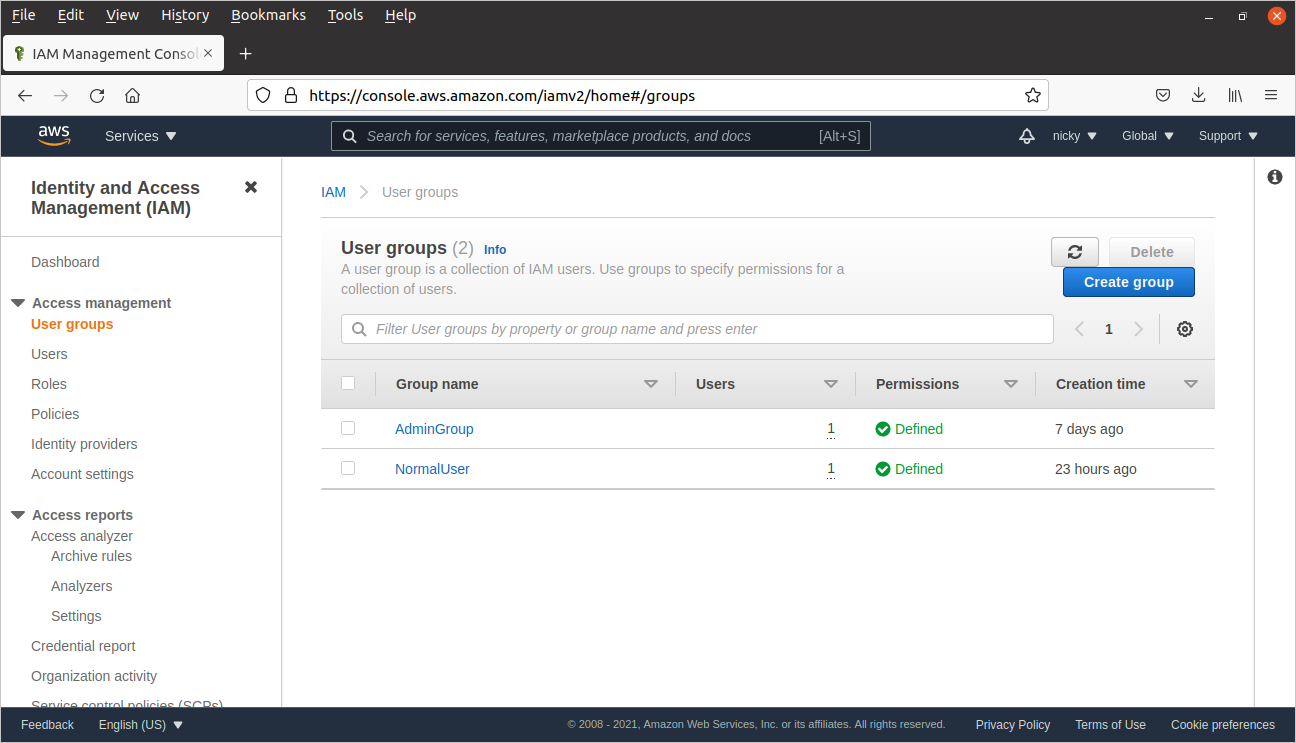 File Edit View History Bookmarks Tools Help
IAM Management Consol
https://console.aws.amazon.com/iamv2/home#/groups
aws Services Search for services, features, marketplace products, and docs [Alt+S] nicky Global Support
Identity and Access
Management (IAM)
Dashboard
Access management
User groups
Users
Roles
Policies
Identity providers
Account settings
Access reports
Access analyzer
Archive rules
Analyzers
Settings
Credential report
Organization activity
Service control policies (SCPs)
IAM User groups
User groups (2) Info
A user group is a collection of IAM users. Use groups to specify permissions for a
collection of users.
Delete
Create group
Filter User groups by property or group name and press enter
1
Group name Users Permissions Creation time
AdminGroup 1 Defined 7 days ago
NormalUser 1 Defined 23 hours ago
Feedback English (US) © 2008 - 2021, Amazon Web Services, Inc. or its affiliates. All rights reserved. Privacy Policy Terms of Use Cookie preferences